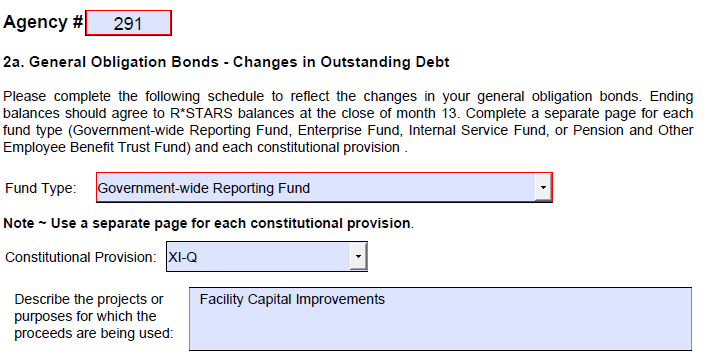 Agency # 291
2a. General Obligation Bonds - Changes in Outstanding Debt
Please complete the following schedule to reflect the changes in your general obligation bonds. Ending
balances should agree to R*STARS balances at the close of month 13. Complete a separate page for each
fund type (Government-wide Reporting Fund, Enterprise Fund, Internal Service Fund, or Pension and Other
Employee Benefit Trust Fund) and each constitutional provision .
Fund Type: Government-wide Reporting Fund
Note ~ Use a separate page for each constitutional provision.
Constitutional Provision: XI-Q
Describe the projects or Facility Capital Improvements
purposes for which the
proceeds are being used: